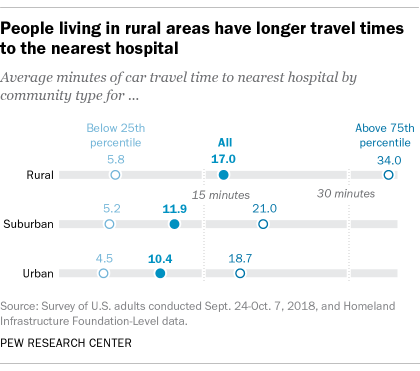 People living in rural areas have longer travel times
to the nearest hospital
Average minutes of car travel time to nearest hospital by
community type for ...
Below 25th
percentile
All
Above 75th
percentile
5.8
17.0
34.0
Rural
15 minutes
30 minutes
5.2
11.9
21.0
Suburban
4.5
10.4
18.7
Urban
Source: Survey of U.S. adults conducted Sept. 24-Oct. 7, 2018, and Homeland
Infrastructure Foundation-Level data.
PEW RESEARCH CENTER